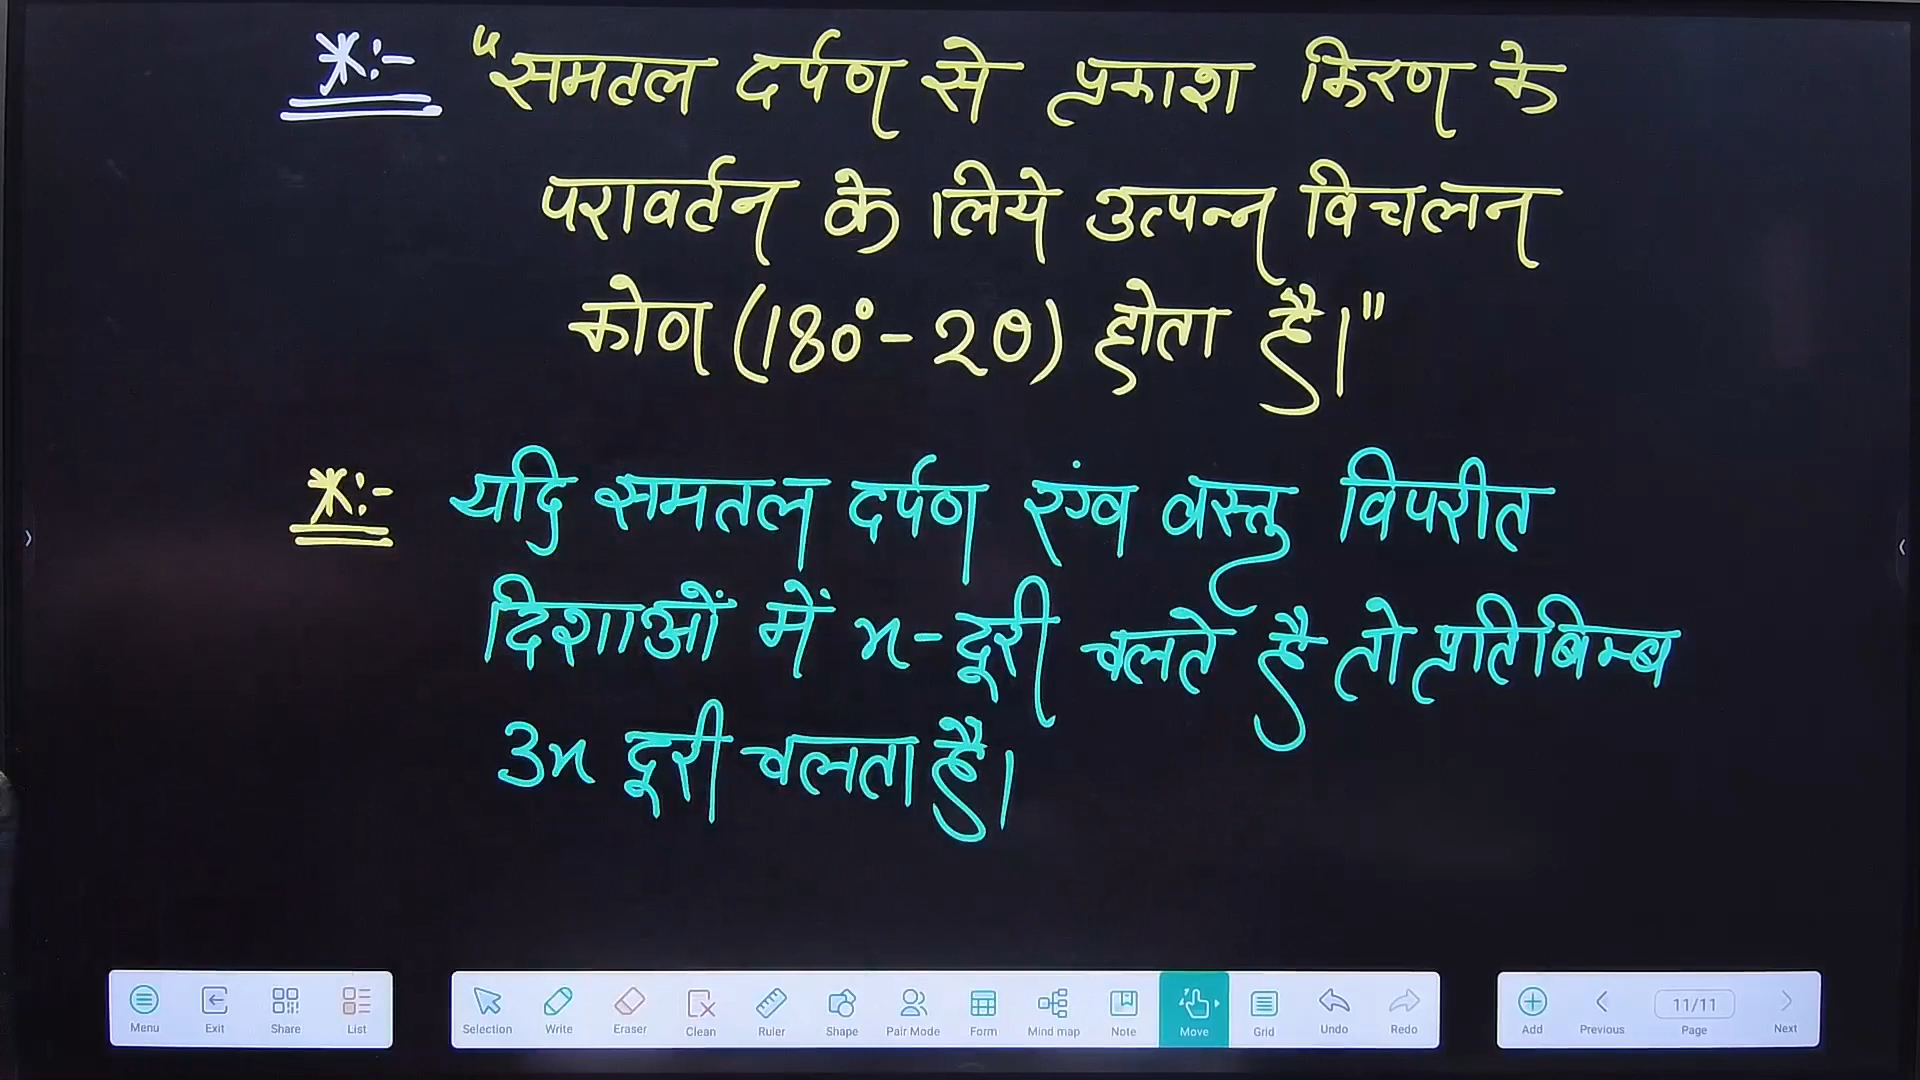 *:- "समतल दर्पण से प्रकाश किरण के
परावर्तन के लिये उत्पन्न विचलन
कोण (180° - 2θ) होता है।"
*:- यदि समतल दर्पण एंव वस्तु विपरीत
दिशाओं में x - दूरी चलते है तो प्रतिबिम्ब
3x दूरी चलता है।
Menu Exit Share List Selection Write Eraser Clean Ruler Shape Pair Mode Form Mind map Note Move Grid Undo Redo Add Previous 11/11 Page Next